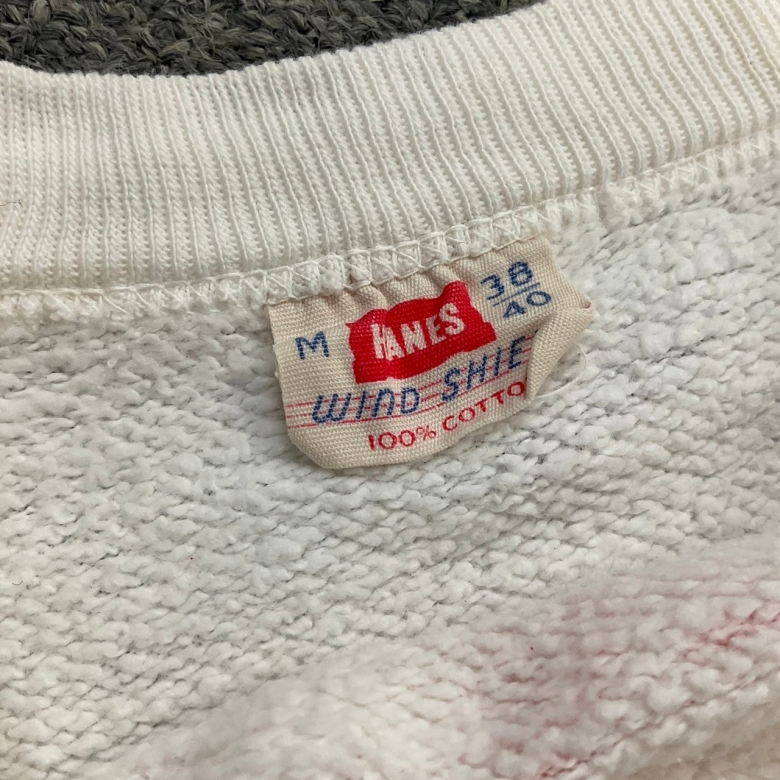 M HANES 38/40
WIND SHIE
100% COTTO